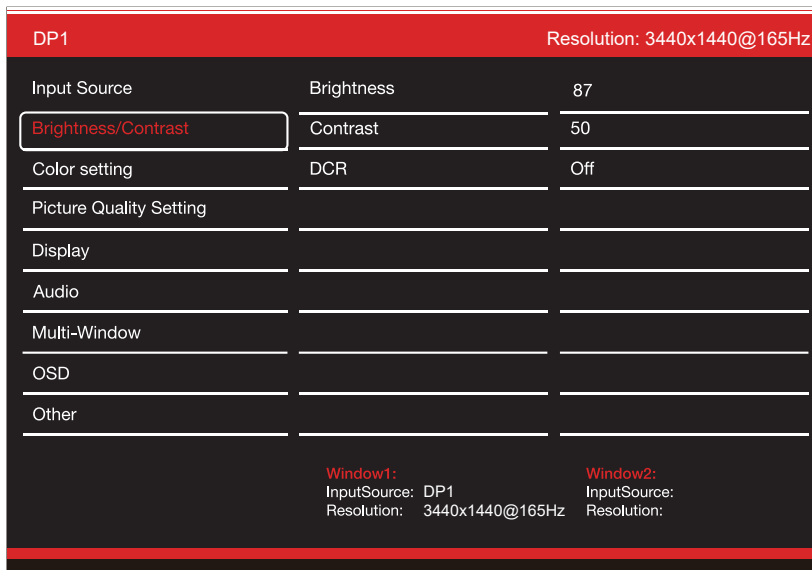 DP1 Resolution: 3440x1440@165Hz
Input Source Brightness 87
Brightness/Contrast Contrast 50
Color setting DCR Off
Picture Quality Setting
Display
Audio
Multi-Window
OSD
Other
Window1: Window2:
InputSource: DP1 InputSource:
Resolution: 3440x1440@165Hz Resolution: